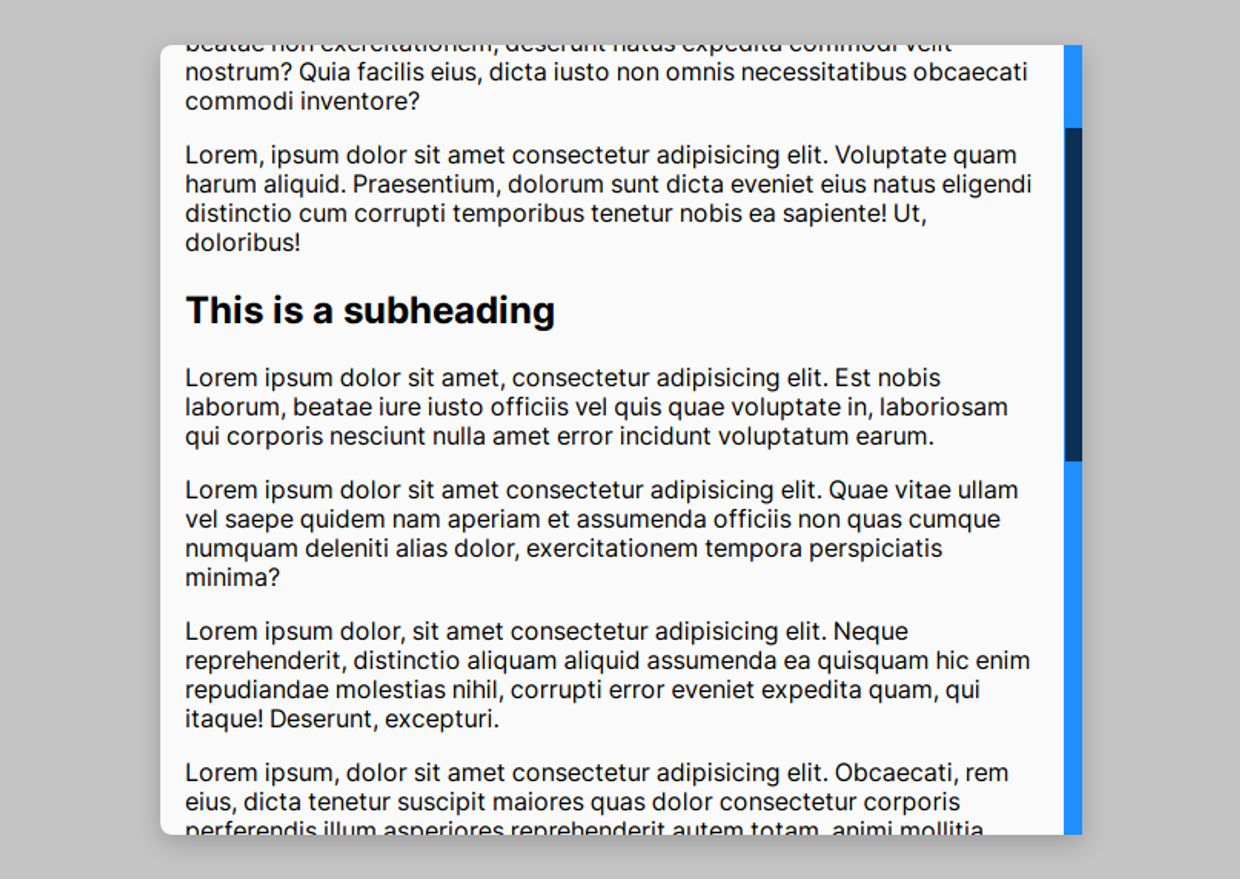 beatae non exercitationem, deserunt natus expedita commodi velit
nostrum? Quia facilis eius, dicta iusto non omnis necessitatibus obcaecati
commodi inventore?
Lorem, ipsum dolor sit amet consectetur adipisicing elit. Voluptate quam
harum aliquid. Praesentium, dolorum sunt dicta eveniet eius natus eligendi
distinctio cum corrupti temporibus tenetur nobis ea sapiente! Ut,
doloribus!
This is a subheading
Lorem ipsum dolor sit amet, consectetur adipisicing elit. Est nobis
laborum, beatae iure iusto officiis vel quis quae voluptate in, laboriosam
qui corporis nesciunt nulla amet error incidunt voluptatum earum.
Lorem ipsum dolor sit amet consectetur adipisicing elit. Quae vitae ullam
vel saepe quidem nam aperiam et assumenda officiis non quas cumque
numquam deleniti alias dolor, exercitationem tempora perspiciatis
minima?
Lorem ipsum dolor, sit amet consectetur adipisicing elit. Neque
reprehenderit, distinctio aliquam aliquid assumenda ea quisquam hic enim
repudiandae molestias nihil, corrupti error eveniet expedita quam, qui
itaque! Deserunt, excepturi.
Lorem ipsum, dolor sit amet consectetur adipisicing elit. Obcaecati, rem
eius, dicta tenetur suscipit maiores quas dolor consectetur corporis
perferendis illum asperiores reprehenderit autem totam, animi mollitia